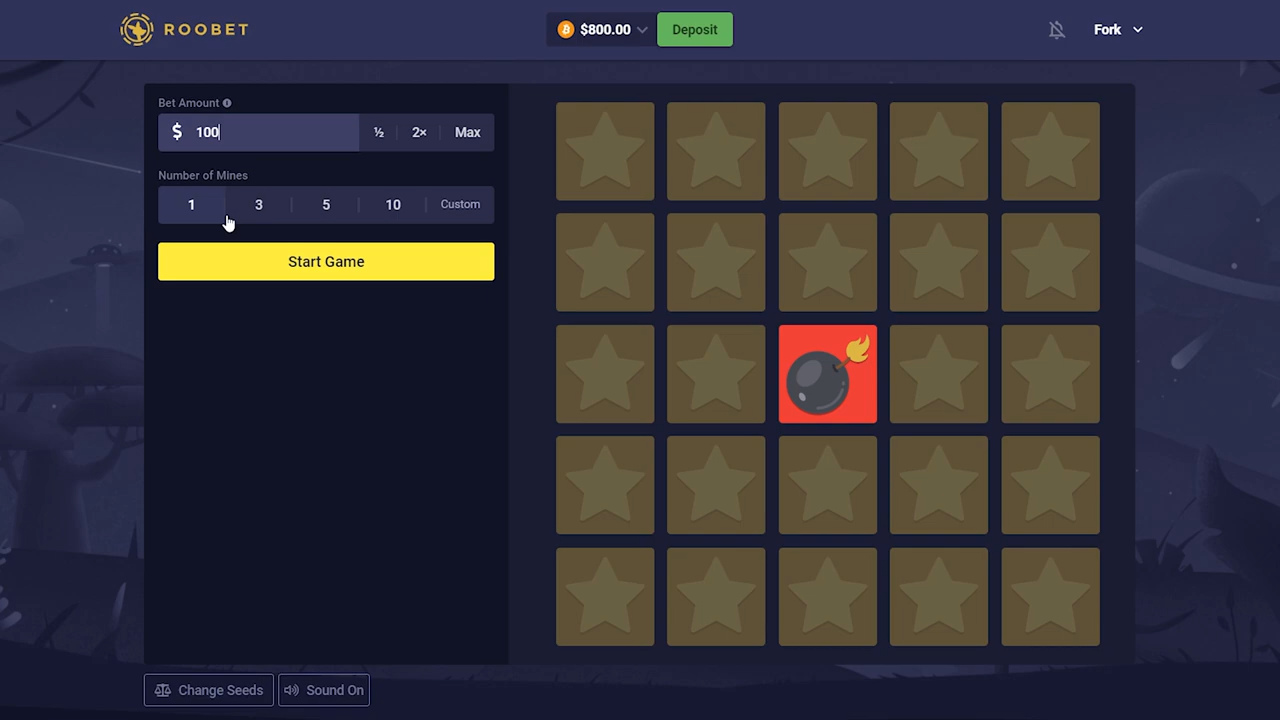 ROOBET
$800.00
Deposit
Fork
Bet Amount
$ 100
½ 2× Max
Number of Mines
1 3 5 10 Custom
Start Game
Change Seeds
Sound On